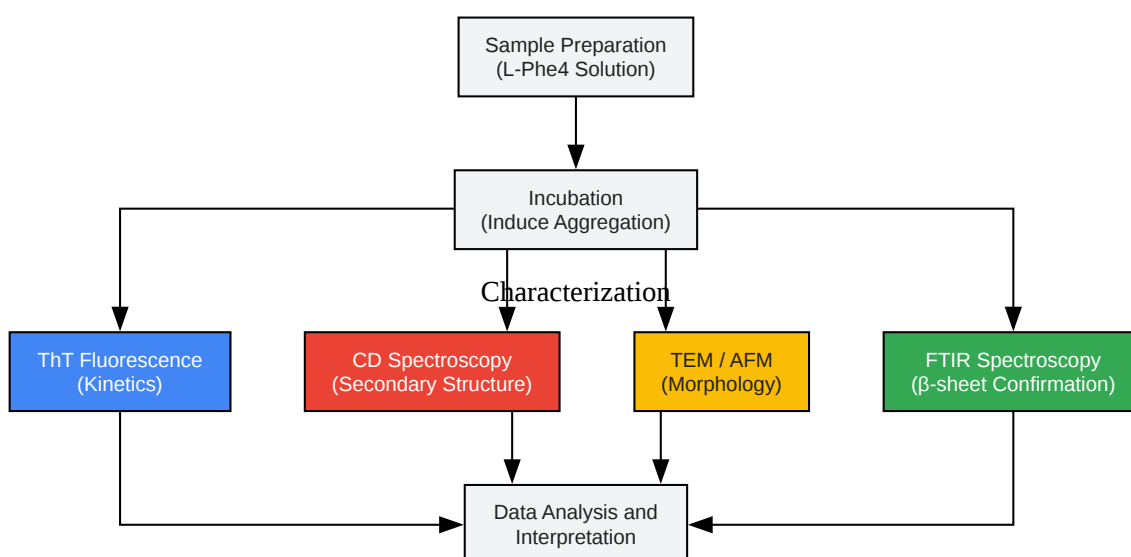 Sample Preparation
(L-Phe4 Solution)
Incubation
(Induce Aggregation)
Characterization
ThT Fluorescence
(Kinetics)
CD Spectroscopy
(Secondary Structure)
TEM / AFM
(Morphology)
FTIR Spectroscopy
(β-sheet Confirmation)
Data Analysis and
Interpretation